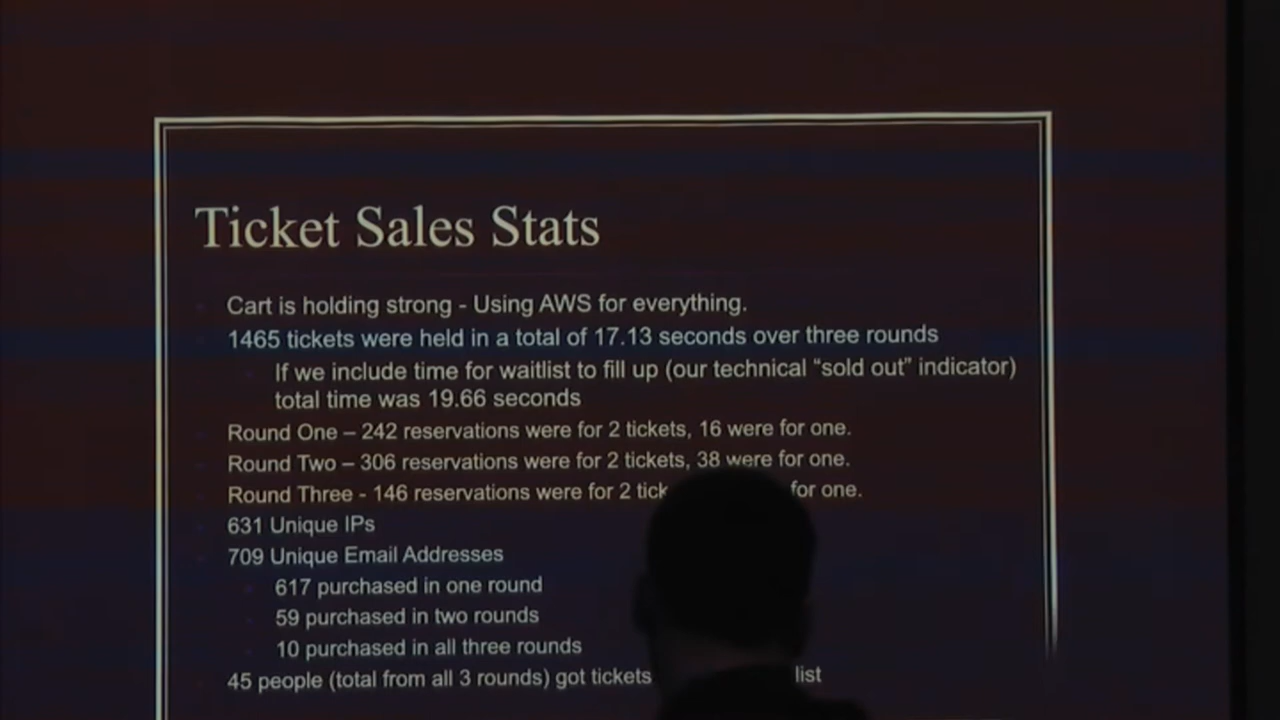 Ticket Sales Stats
Cart is holding strong - Using AWS for everything.
1465 tickets were held in a total of 17.13 seconds over three rounds
If we include time for waitlist to fill up (our technical “sold out” indicator)
total time was 19.66 seconds
Round One – 242 reservations were for 2 tickets, 16 were for one.
Round Two – 306 reservations were for 2 tickets, 38 were for one.
Round Three - 146 reservations were for 2 for one.
631 Unique IPs
709 Unique Email Addresses
617 purchased in one round
59 purchased in two rounds
10 purchased in all three rounds
45 people (total from all 3 rounds) got tickets list